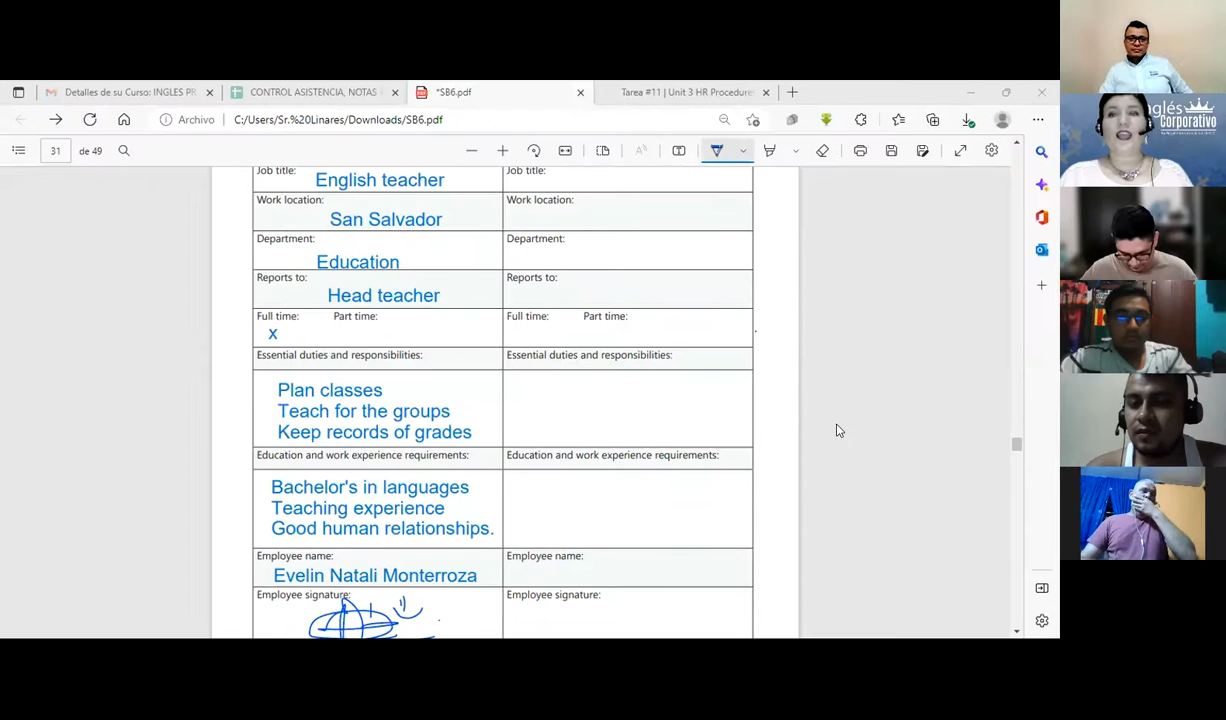 Detalles de su Curso: INGLES PR
CONTROL ASISTENCIA, NOTAS
*SB6.pdf
Tarea #11 | Unit 3 HR Procedure
Archivo
C:/Users/Sr.%20Linares/Downloads/SB6.pdf
31 de 49
Job title: Job title:
English teacher
Work location: Work location:
San Salvador
Department: Department:
Education
Reports to: Reports to:
Head teacher
Full time: Part time: Full time: Part time:
x
Essential duties and responsibilities: Essential duties and responsibilities:
Plan classes
Teach for the groups
Keep records of grades
Education and work experience requirements: Education and work experience requirements:
Bachelor's in languages
Teaching experience
Good human relationships.
Employee name: Employee name:
Evelin Natali Monterroza
Employee signature: Employee signature:
Inglés
Corporativo